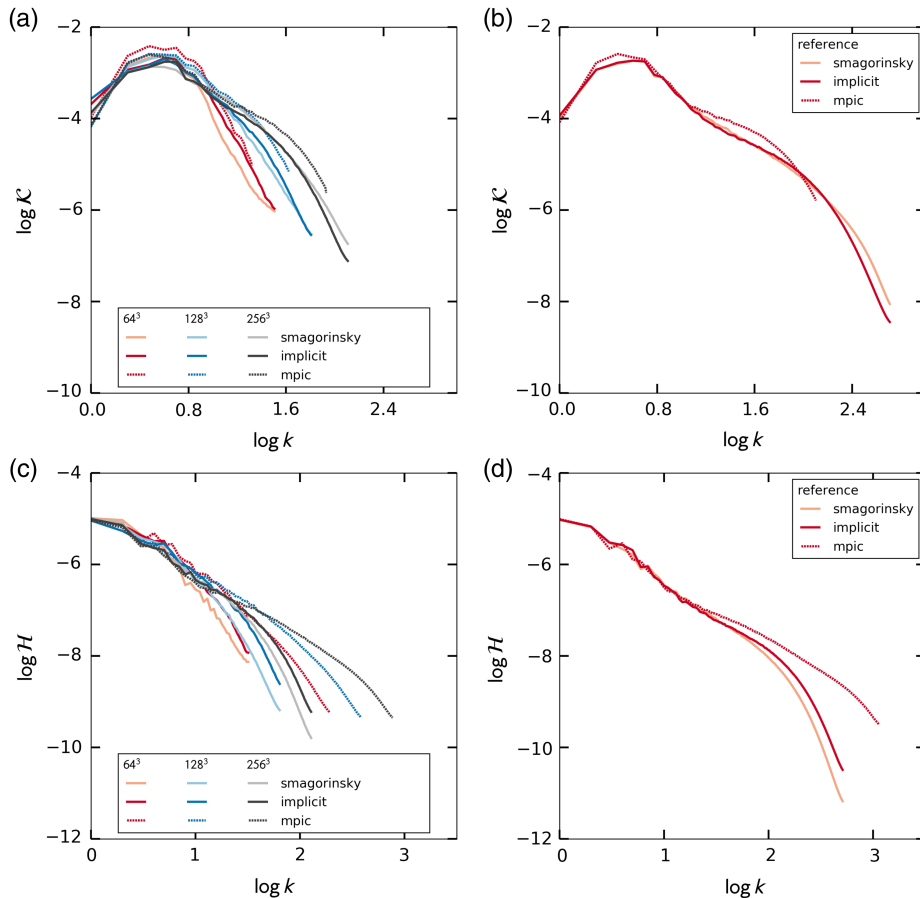 (a)
−2
−4
−6
−8
−10
log 𝒦
0.0 0.8 1.6 2.4
log k
64³ 128³ 256³
smagorinsky
implicit
mpic
(b)
−2
−4
−6
−8
−10
log 𝒦
0.0 0.8 1.6 2.4
log k
reference
smagorinsky
implicit
mpic
(c)
−4
−6
−8
−10
−12
log ℋ
0 1 2 3
log k
64³ 128³ 256³
smagorinsky
implicit
mpic
(d)
−4
−6
−8
−10
−12
log ℋ
0 1 2 3
log k
reference
smagorinsky
implicit
mpic